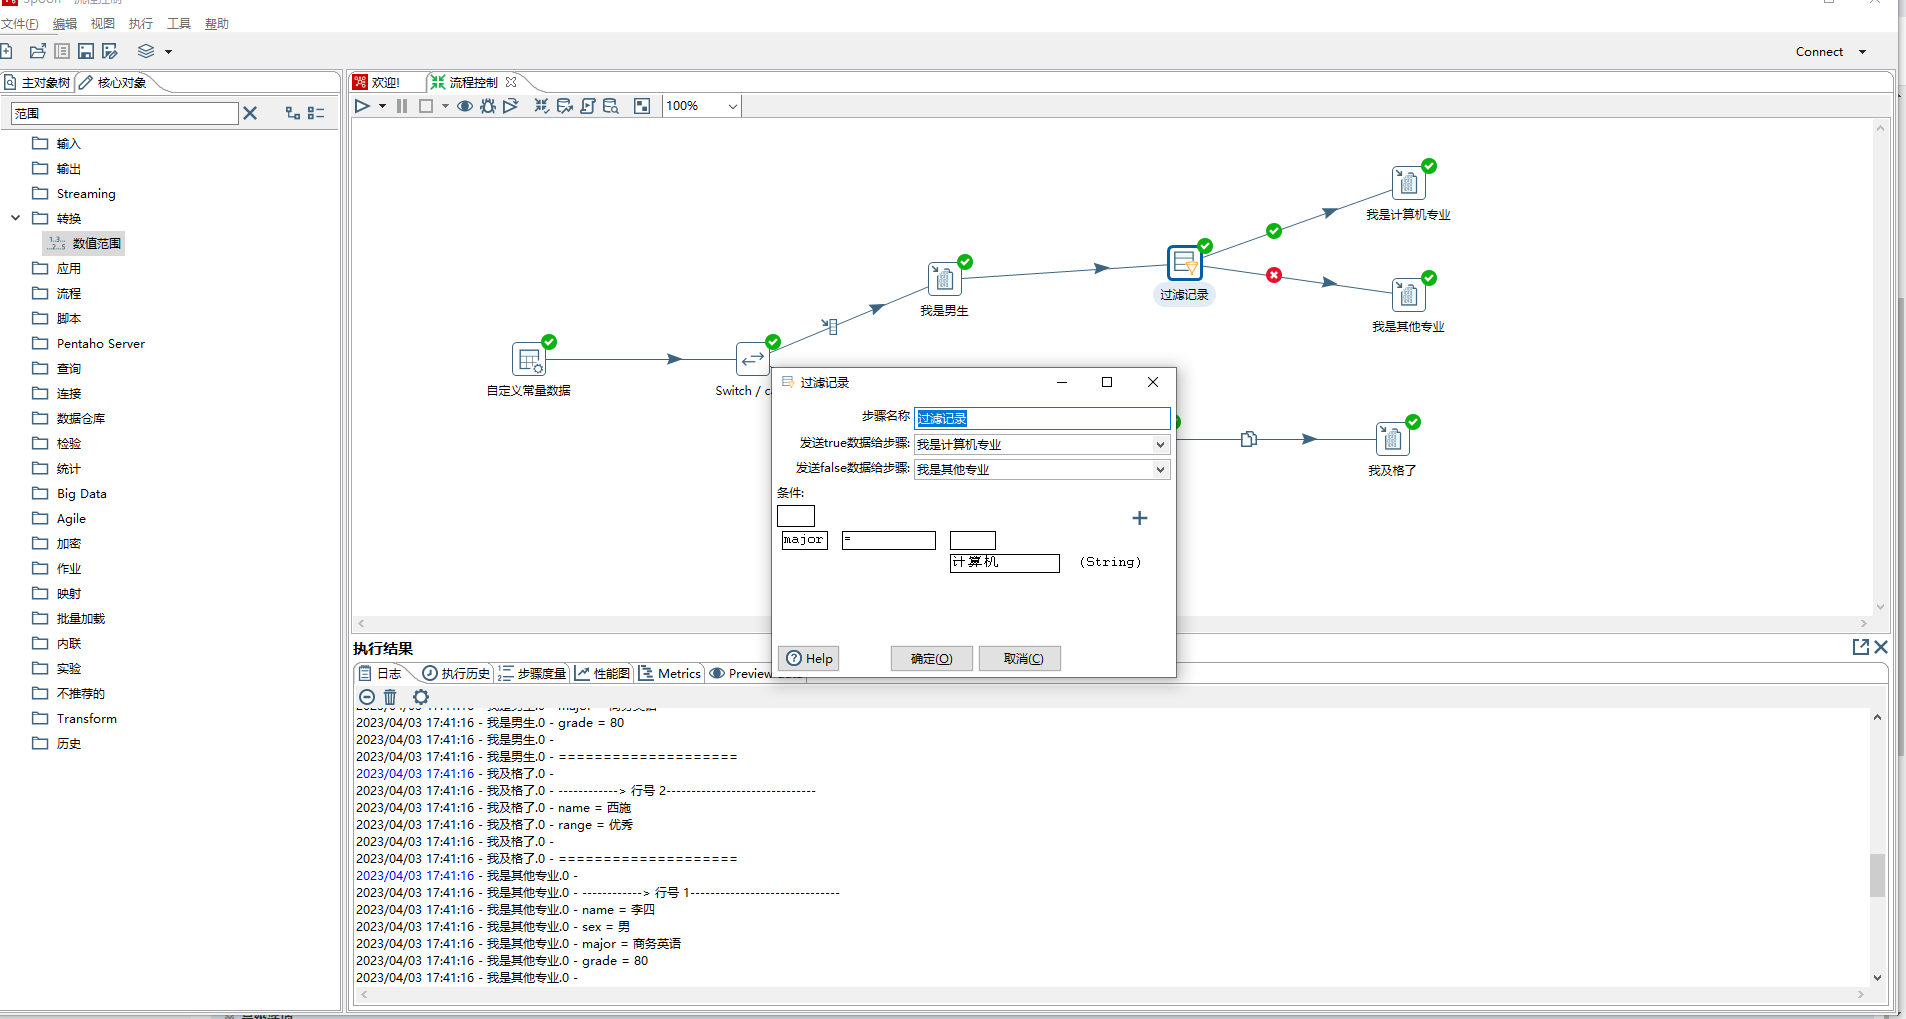 文件(F) 编辑 视图 执行 工具 帮助
Connect
主对象树 核心对象
范围
输入
输出
Streaming
转换
数值范围
应用
流程
脚本
Pentaho Server
查询
连接
数据仓库
检验
统计
Big Data
Agile
加密
作业
映射
批量加载
内联
实验
不推荐的
Transform
历史
欢迎! 流程控制
100%
我是计算机专业
我是男生
过滤记录
我是其他专业
自定义常量数据
Switch / c
我及格了
过滤记录
步骤名称 过滤记录
发送true数据给步骤: 我是计算机专业
发送false数据给步骤: 我是其他专业
条件:
major =
计算机 (String)
Help 确定(O) 取消(C)
执行结果
日志 执行历史 步骤度量 性能图 Metrics Preview
2023/04/03 17:41:16 - 我是男生.0 - major = 商务英语
2023/04/03 17:41:16 - 我是男生.0 - grade = 80
2023/04/03 17:41:16 - 我是男生.0 -
2023/04/03 17:41:16 - 我是男生.0 - ====================
2023/04/03 17:41:16 - 我及格了.0 -
2023/04/03 17:41:16 - 我及格了.0 - ------------> 行号 2------------------------------
2023/04/03 17:41:16 - 我及格了.0 - name = 西施
2023/04/03 17:41:16 - 我及格了.0 - range = 优秀
2023/04/03 17:41:16 - 我及格了.0 -
2023/04/03 17:41:16 - 我及格了.0 - ====================
2023/04/03 17:41:16 - 我是其他专业.0 -
2023/04/03 17:41:16 - 我是其他专业.0 - ------------> 行号 1------------------------------
2023/04/03 17:41:16 - 我是其他专业.0 - name = 李四
2023/04/03 17:41:16 - 我是其他专业.0 - sex = 男
2023/04/03 17:41:16 - 我是其他专业.0 - major = 商务英语
2023/04/03 17:41:16 - 我是其他专业.0 - grade = 80
2023/04/03 17:41:16 - 我是其他专业.0 -